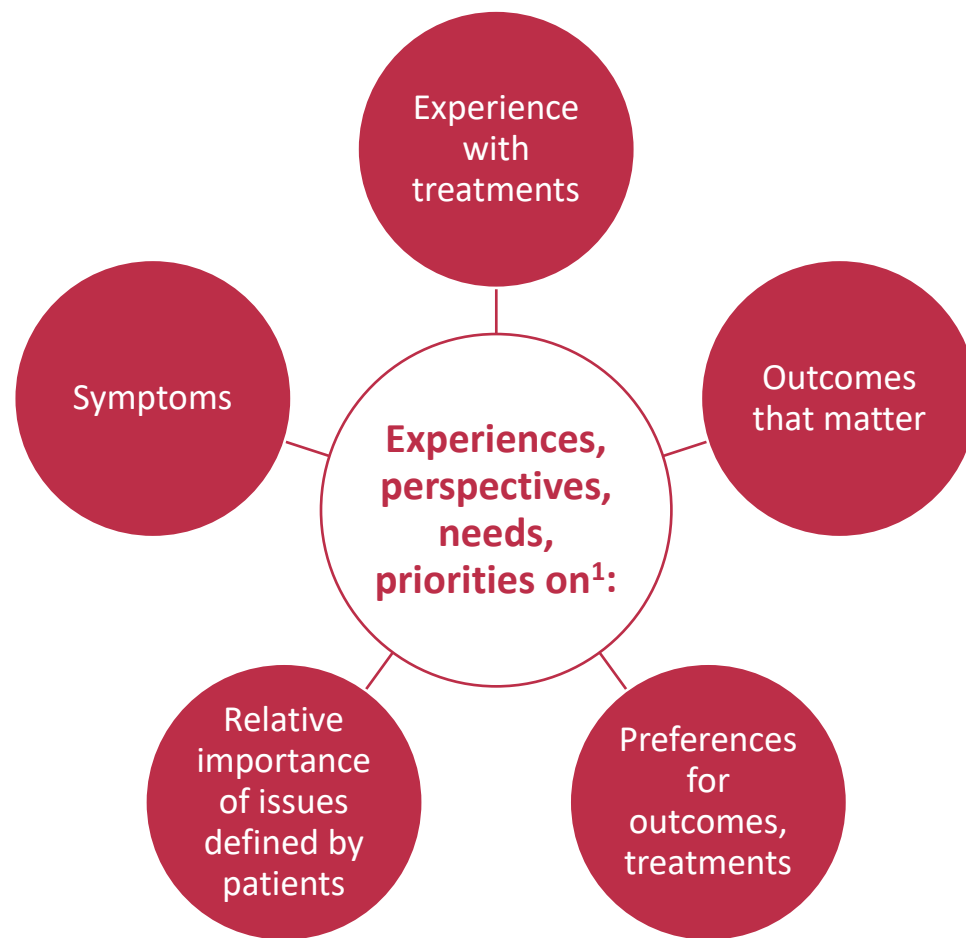 Experience
with
treatments
Symptoms
Outcomes
that matter
Experiences,
perspectives,
needs,
priorities on¹:
Relative
importance
of issues
defined by
patients
Preferences
for
outcomes,
treatments